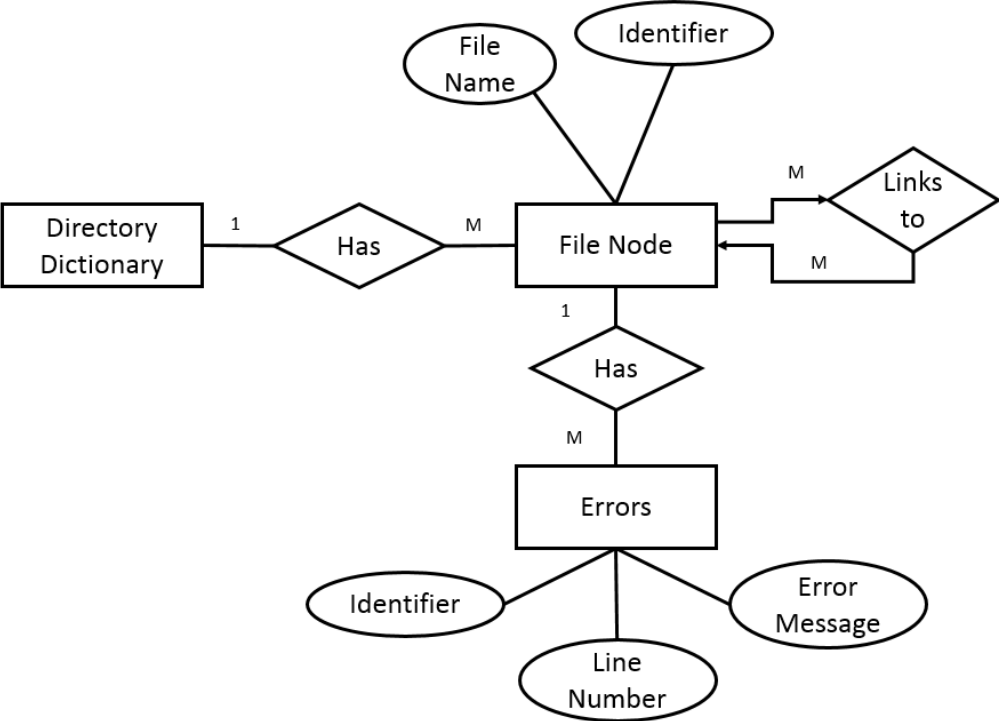 File
Name
Identifier
M
Links
to
Directory
Dictionary
1
Has
M
File Node
M
1
Has
M
Errors
Identifier
Error
Message
Line
Number